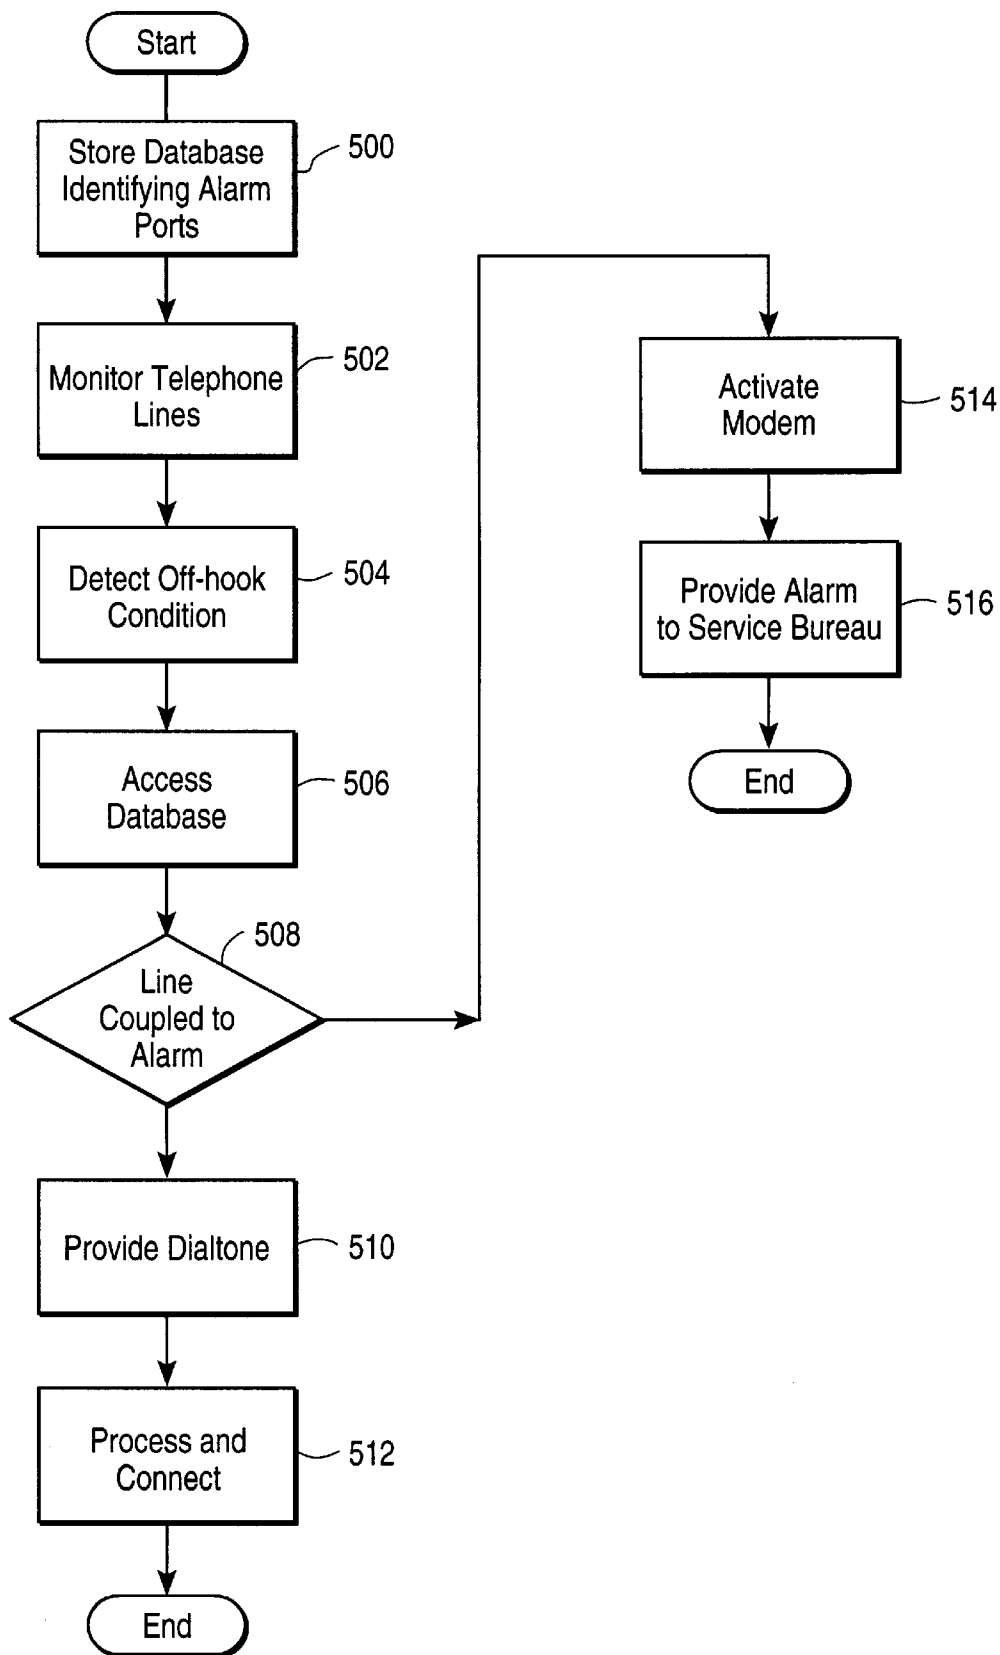 Start
Store Database
Identifying Alarm
Ports
500
Monitor Telephone
Lines
502
Detect Off-hook
Condition
504
Access
Database
506
Line
Coupled to
Alarm
508
Provide Dialtone
510
Process and
Connect
512
End
Activate
Modem
514
Provide Alarm
to Service Bureau
516
End